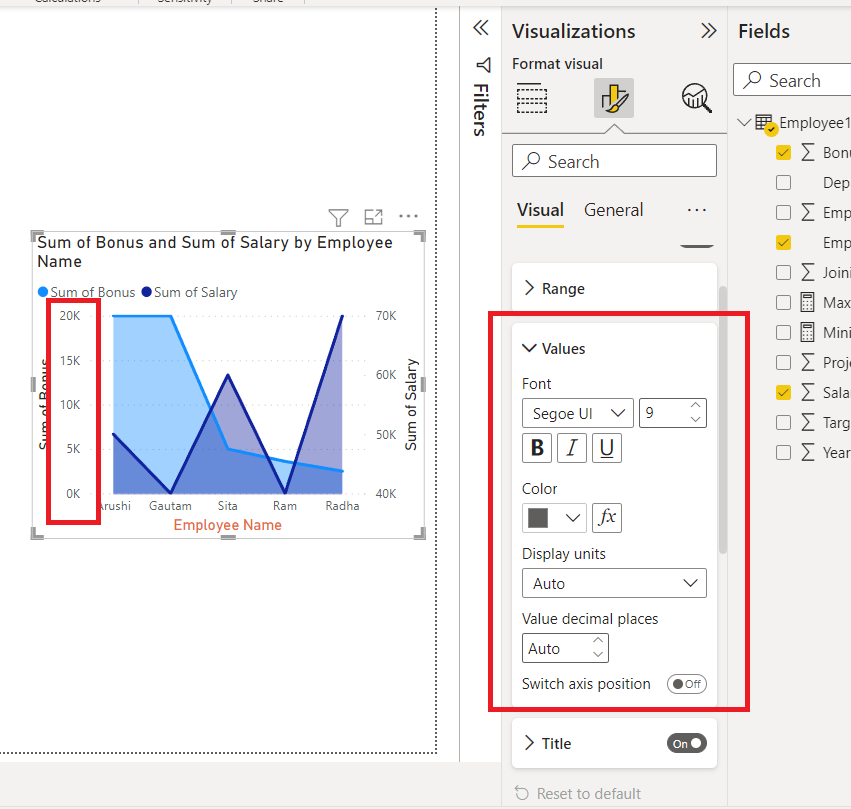 Calculations Sensitivity Share
Visualizations
Fields
Format visual
Filters
Search
Search
Employee1
Visual General
Sum of Bonus and Sum of Salary by Employee
Name
Sum of Bonus Sum of Salary
20K
15K
10K
5K
0K
Sum of Bonus
70K
60K
50K
40K
Sum of Salary
Arushi Gautam Sita Ram Radha
Employee Name
Range
Values
Font
Segoe UI 9
B I U
Color
fx
Display units
Auto
Value decimal places
Auto
Switch axis position Off
Title On
Reset to default
Σ Bonu
Dep
Σ Emp
Emp
Σ Joini
Max
Mini
Σ Proje
Σ Sala
Σ Targ
Σ Year